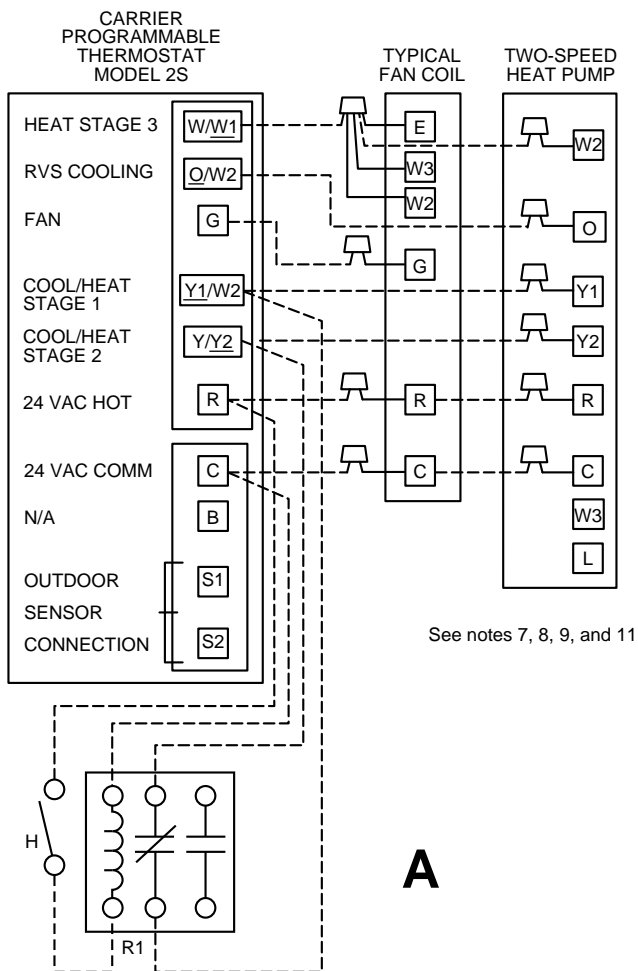 CARRIER
PROGRAMMABLE
THERMOSTAT
MODEL 2S
TYPICAL
FAN COIL
TWO-SPEED
HEAT PUMP
HEAT STAGE 3
W/W1
E
W2
RVS COOLING
O/W2
W3
W2
O
FAN
G
G
COOL/HEAT
STAGE 1
Y1/W2
Y1
COOL/HEAT
STAGE 2
Y/Y2
Y2
24 VAC HOT
R
R
R
24 VAC COMM
C
C
C
N/A
B
W3
L
OUTDOOR
SENSOR
CONNECTION
S1
S2
See notes 7, 8, 9, and 11
H
R1
A